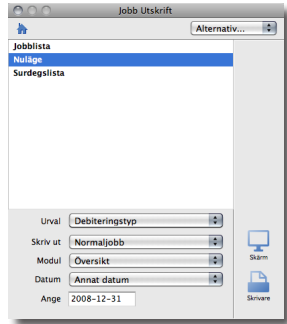 Jobb Utskrift
Alternativ...
Jobblista
Nuläge
Surdegslista
Urval Debiteringstyp
Skriv ut Normaljobb
Modul Översikt
Datum Annat datum
Ange 2008-12-31
Skärm
Skrivare